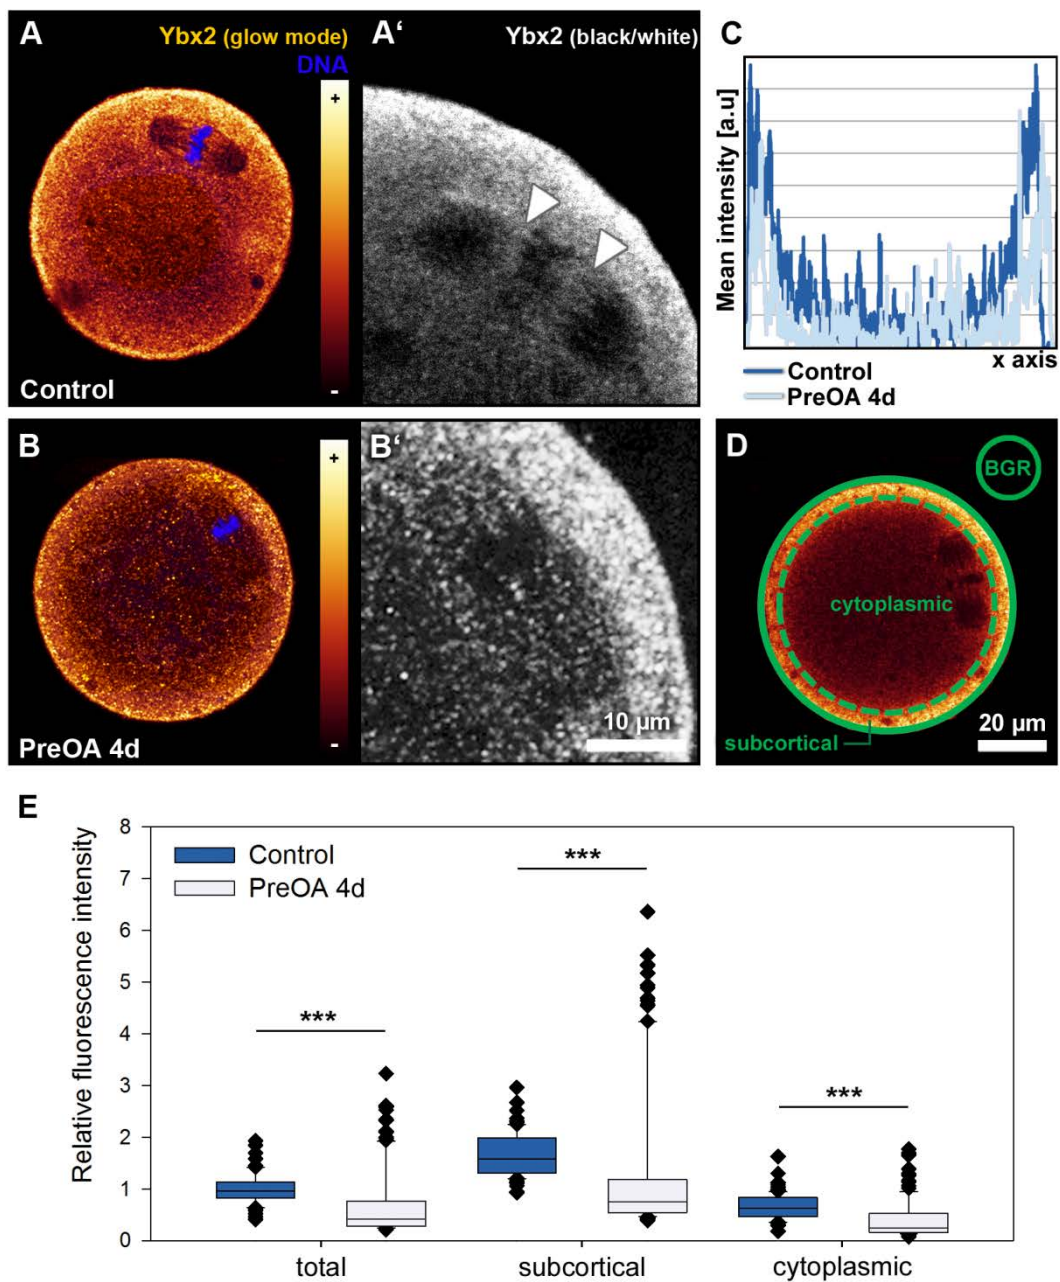 A
Ybx2 (glow mode)
DNA
+
-
Control
A'
Ybx2 (black/white)
C
Mean intensity [a.u]
x axis
Control
PreOA 4d
B
+
-
PreOA 4d
B'
10 µm
D
BGR
cytoplasmic
subcortical
20 µm
E
Relative fluorescence intensity
8
7
6
5
4
3
2
1
0
Control
PreOA 4d
***
***
***
total
subcortical
cytoplasmic